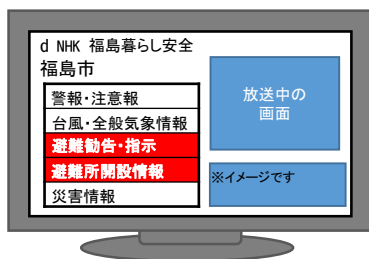 d NHK 福島暮らし安全
福島市
警報・注意報
台風・全般気象情報
避難勧告・指示
避難所開設情報
災害情報
放送中の
画面
※イメージです